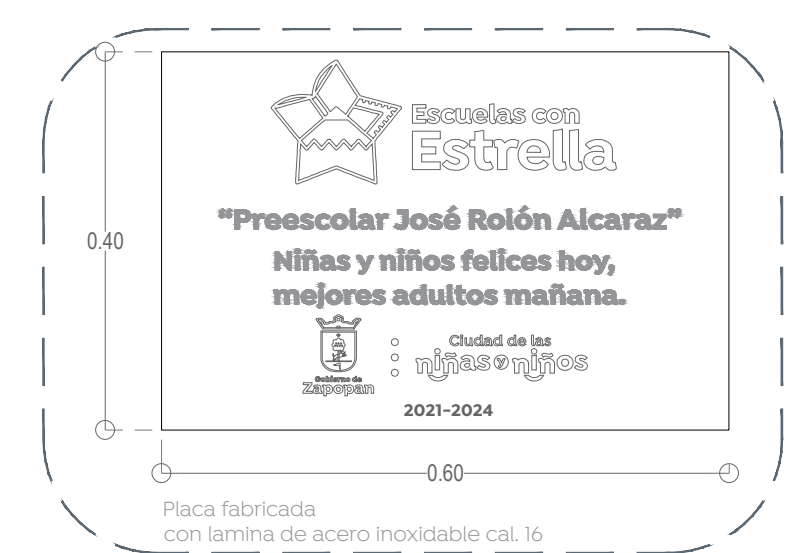 Escuelas con
Estrella
“Preescolar José Rolón Alcaraz”
Niñas y niños felices hoy,
mejores adultos mañana.
Gobierno de
Zapopan
Ciudad de las
niñas y niños
2021-2024
0.40
0.60
Placa fabricada
con lamina de acero inoxidable cal. 16